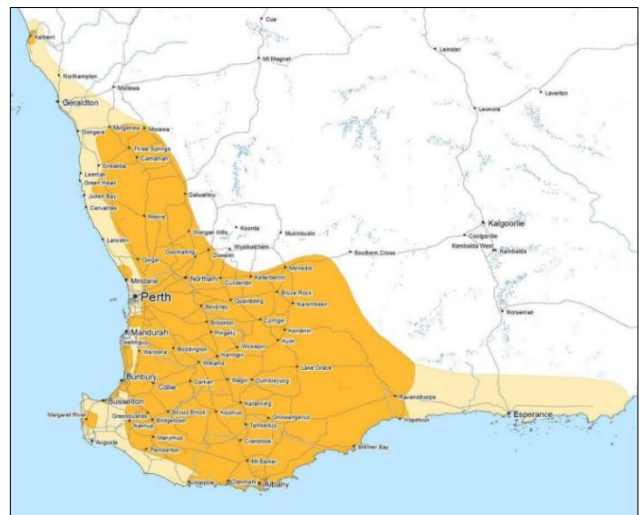 Cue
Kalbarri
Leinster
Mt Magnet
Northampton
Mullewa
Laverton
Geraldton
Leonora
Dongara
Mingenew
Morawa
Three Springs
Carnamah
Eneabba
Leeman
Green Head
Jurien Bay
Dalwallinu
Cervantes
Moora
Kalgoorlie
Koorda
Wongan Hills
Mukinbudin
Coolgardie
Lancelin
Kambalda West
Wyalkatchem
Kambalda
Goomalling
Dowerin
Southern Cross
Gingin
Merredin
Mindarie
Northam
Kellerberrin
Cunderdin
Bruce Rock
Perth
Quairading
Narembeen
Beverley
Norseman
Brookton
Corrigin
Mandurah
Pingelly
Kondinin
Dwellingup
Kulin
Waroona
Boddington
Wickepin
Narrogin
Williams
Lake Grace
Bunbury
Collie
Darkan
Wagin
Dumbleyung
Busselton
Ravensthorpe
Katanning
Margaret River
Greenbushes
Boyup Brook
Kojonup
Gnowangerup
Esperance
Hopetoun
Nannup
Bridgetown
Tambellup
Augusta
Manjimup
Cranbrook
Bremer Bay
Pemberton
Mt Barker
Walpole
Denmark
Albany